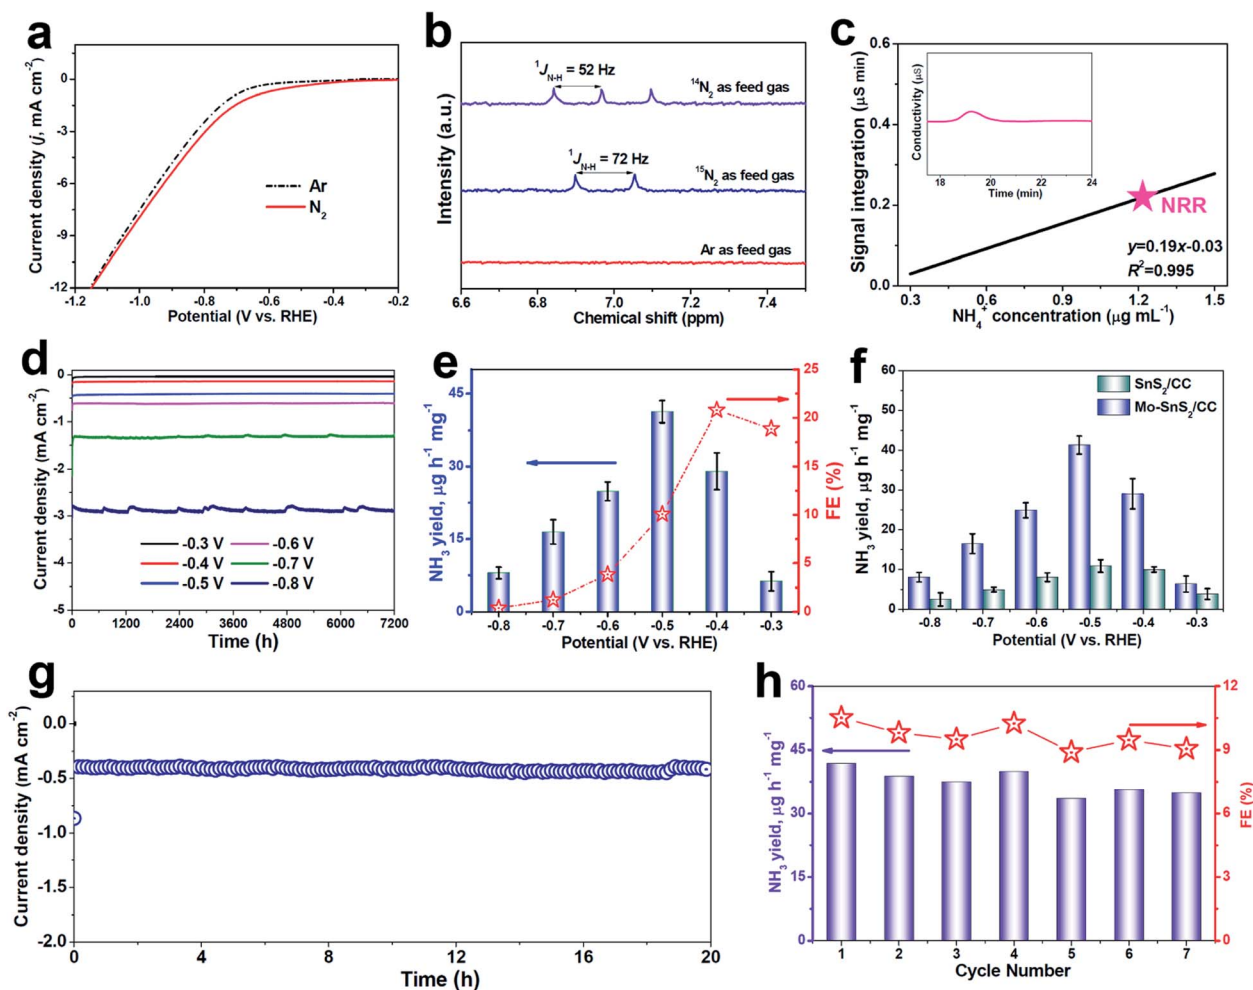 a
Current density (j, mA cm⁻²)
0
-3
-6
-9
-12
Ar
N₂
-1.2 -1.0 -0.8 -0.6 -0.4 -0.2
Potential (V vs. RHE)
b
Intensity (a.u.)
¹J_N-H = 52 Hz
¹⁴N₂ as feed gas
¹J_N-H = 72 Hz
¹⁵N₂ as feed gas
Ar as feed gas
6.6 6.8 7.0 7.2 7.4
Chemical shift (ppm)
c
Signal integration (μS min)
0.6
0.4
0.2
0.0
Conductivity (μS)
18 20 22 24
Time (min)
NRR
y=0.19x-0.03
R²=0.995
0.3 0.6 0.9 1.2 1.5
NH₄⁺ concentration (μg mL⁻¹)
d
Current density (mA cm⁻²)
0
-1
-2
-3
-4
-5
-0.3 V -0.6 V
-0.4 V -0.7 V
-0.5 V -0.8 V
0 1200 2400 3600 4800 6000 7200
Time (h)
e
NH₃ yield, μg h⁻¹ mg⁻¹
45
30
15
0
25
20
15
10
5
0
FE (%)
-0.8 -0.7 -0.6 -0.5 -0.4 -0.3
Potential (V vs. RHE)
f
NH₃ yield, μg h⁻¹ mg⁻¹
60
50
40
30
20
10
0
SnS₂/CC
Mo-SnS₂/CC
-0.8 -0.7 -0.6 -0.5 -0.4 -0.3
Potential (V vs. RHE)
g
Current density (mA cm⁻²)
0.0
-0.5
-1.0
-1.5
-2.0
0 4 8 12 16 20
Time (h)
h
NH₃ yield, μg h⁻¹ mg⁻¹
60
45
30
15
0
12
9
6
3
0
FE (%)
1 2 3 4 5 6 7
Cycle Number